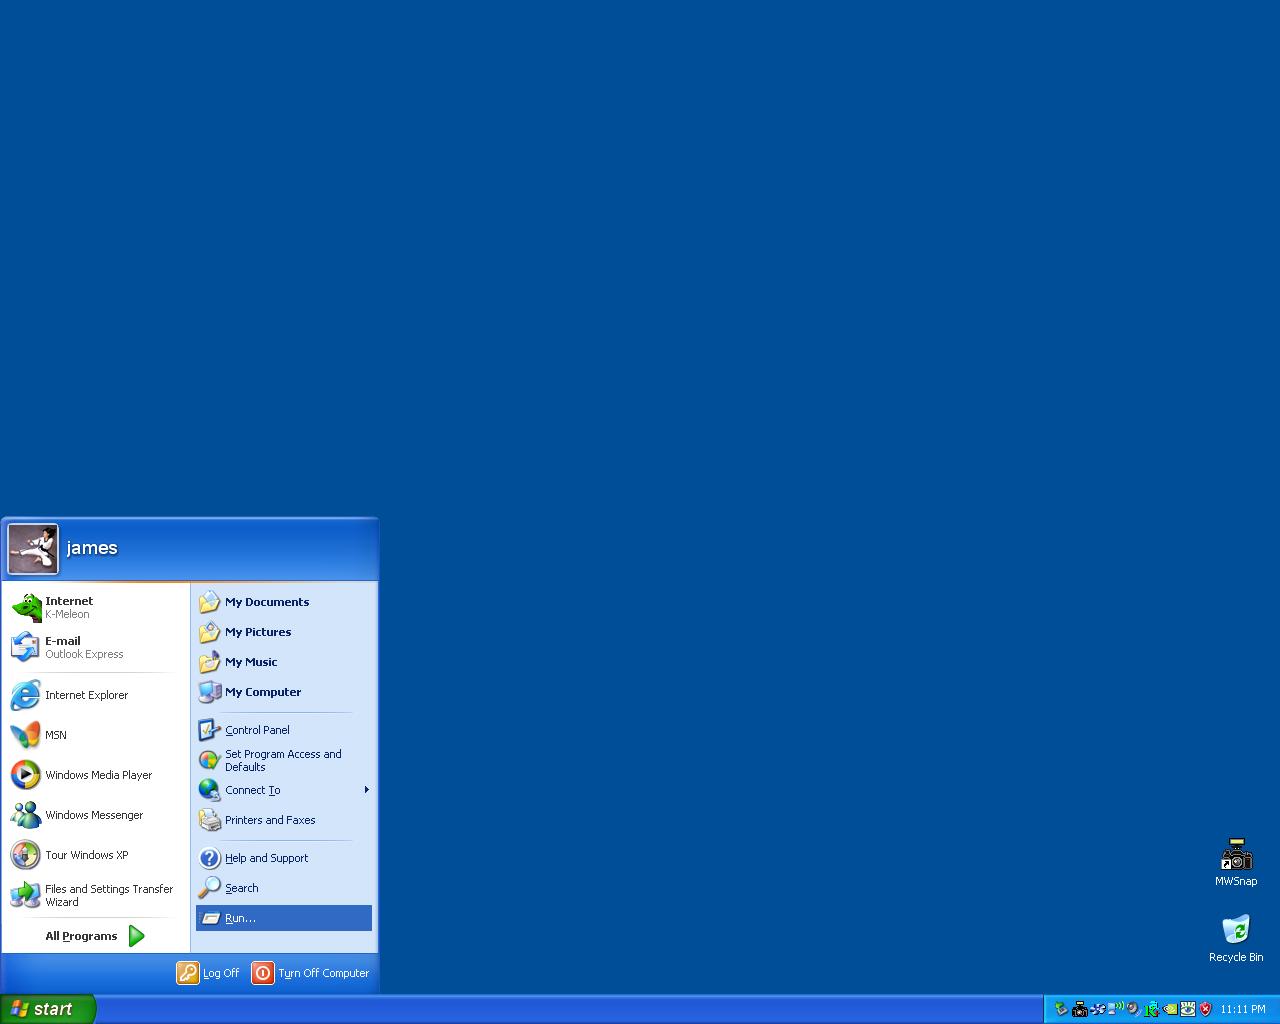 james
Internet
K-Meleon
E-mail
Outlook Express
Internet Explorer
MSN
Windows Media Player
Windows Messenger
Tour Windows XP
Files and Settings Transfer
Wizard
All Programs
My Documents
My Pictures
My Music
My Computer
Control Panel
Set Program Access and
Defaults
Connect To
Printers and Faxes
Help and Support
Search
Run...
Log Off
Turn Off Computer
MWSnap
Recycle Bin
start
11:11 PM